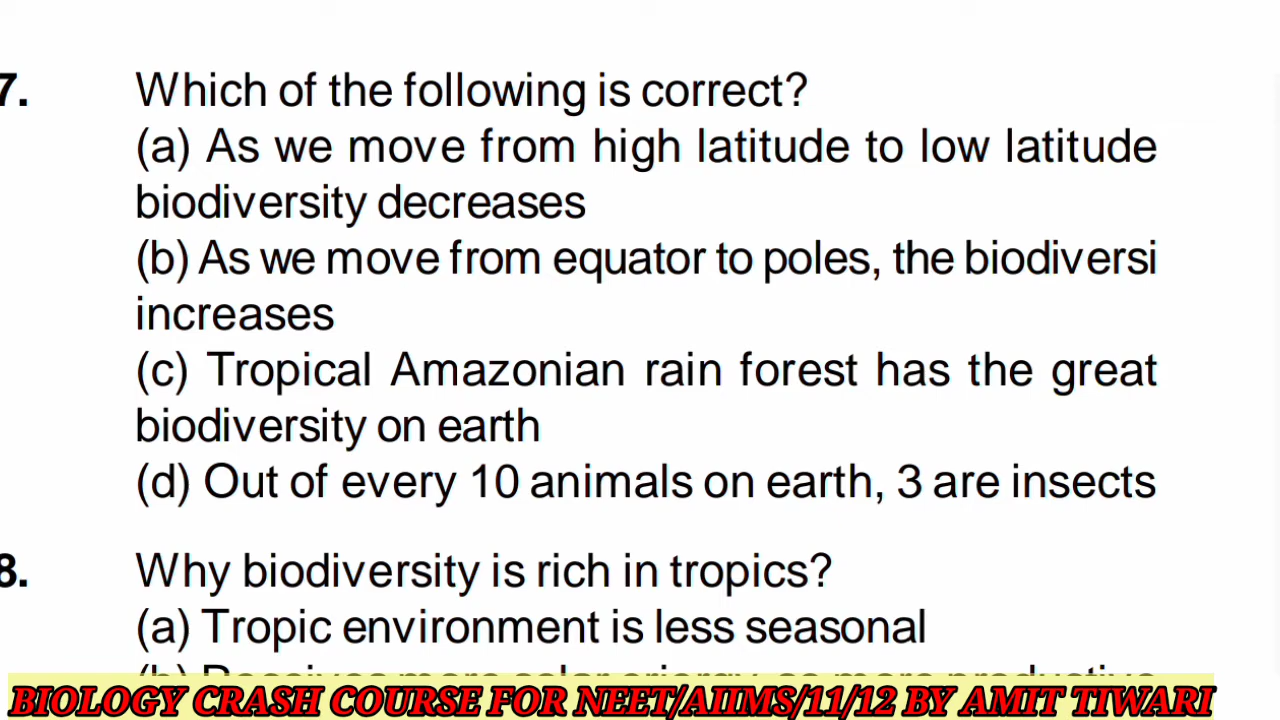 7.
Which of the following is correct?
(a) As we move from high latitude to low latitude
biodiversity decreases
(b) As we move from equator to poles, the biodiversi
increases
(c) Tropical Amazonian rain forest has the great
biodiversity on earth
(d) Out of every 10 animals on earth, 3 are insects
8.
Why biodiversity is rich in tropics?
(a) Tropic environment is less seasonal
BIOLOGY CRASH COURSE FOR NEET/AIIMS/11/12 BY AMIT TIWARI